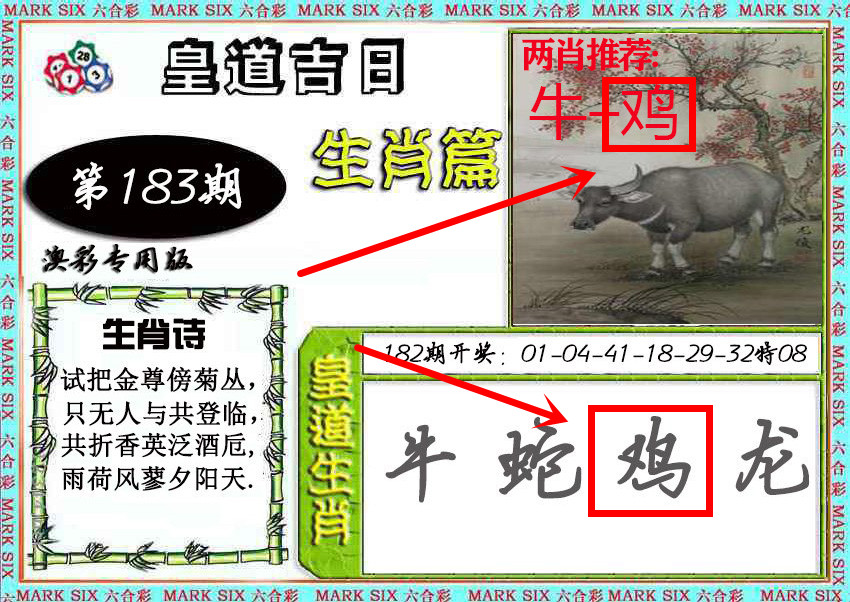 MARK SIX 六合彩 MARK SIX 六合彩 MARK SIX 六合彩 MARK SIX 六合彩 MARK SIX 六合彩 MARK SIX 六合彩
皇道吉日
28
1
3
生肖篇
第183期
澳彩专用版
两肖推荐:
牛-鸡
生肖诗
试把金尊傍菊丛，
只无人与共登临，
共折香英泛酒卮，
雨荷风蓼夕阳天.
182期开奖：01-04-41-18-29-32特08
皇道生肖
牛 蛇 鸡 龙
MARK SIX 六合彩 MARK SIX 六合彩 MARK SIX 六合彩 MARK SIX 六合彩 MARK SIX 六合彩 MARK SIX